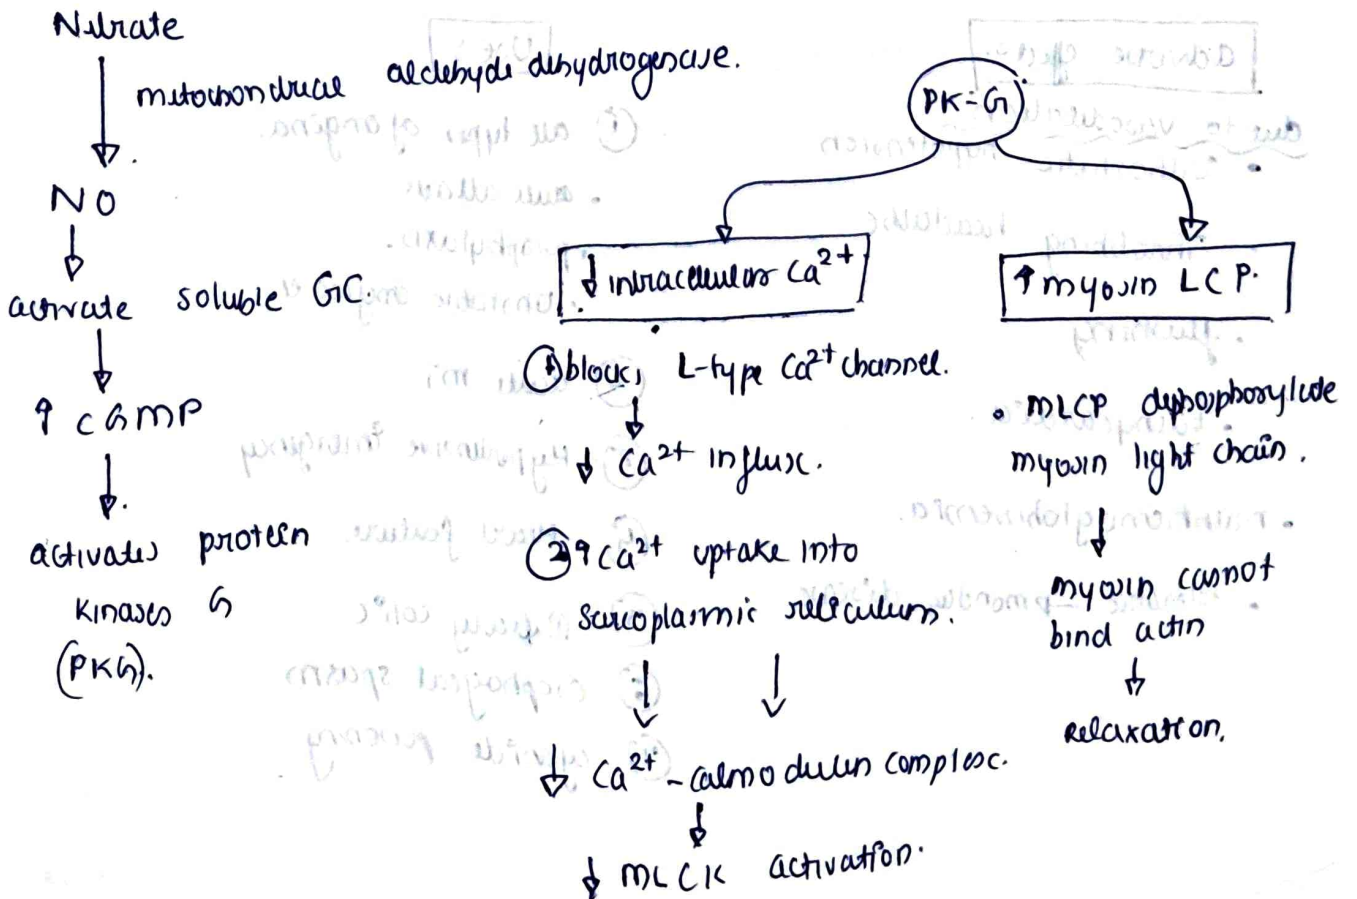 Nitrate
↓ mitochondrial aldehyde dehydrogenase.
NO
↓
activate soluble GC
↓
↑ cGMP
↓
activates protein
kinases G
(PKG).
PK-G
↓ intracellular Ca²⁺
① blocks L-type Ca²⁺ channel.
↓
↓ Ca²⁺ influx.
② ↑ Ca²⁺ uptake into
sarcoplasmic reticulum.
↓ ↓
↓ Ca²⁺-calmodulin complex.
↓
↓ MLCK activation.
↑ myosin LCP.
• MLCP dephosphorylate
myosin light chain.
↓
myosin cannot
bind actin
↓
Relaxation.